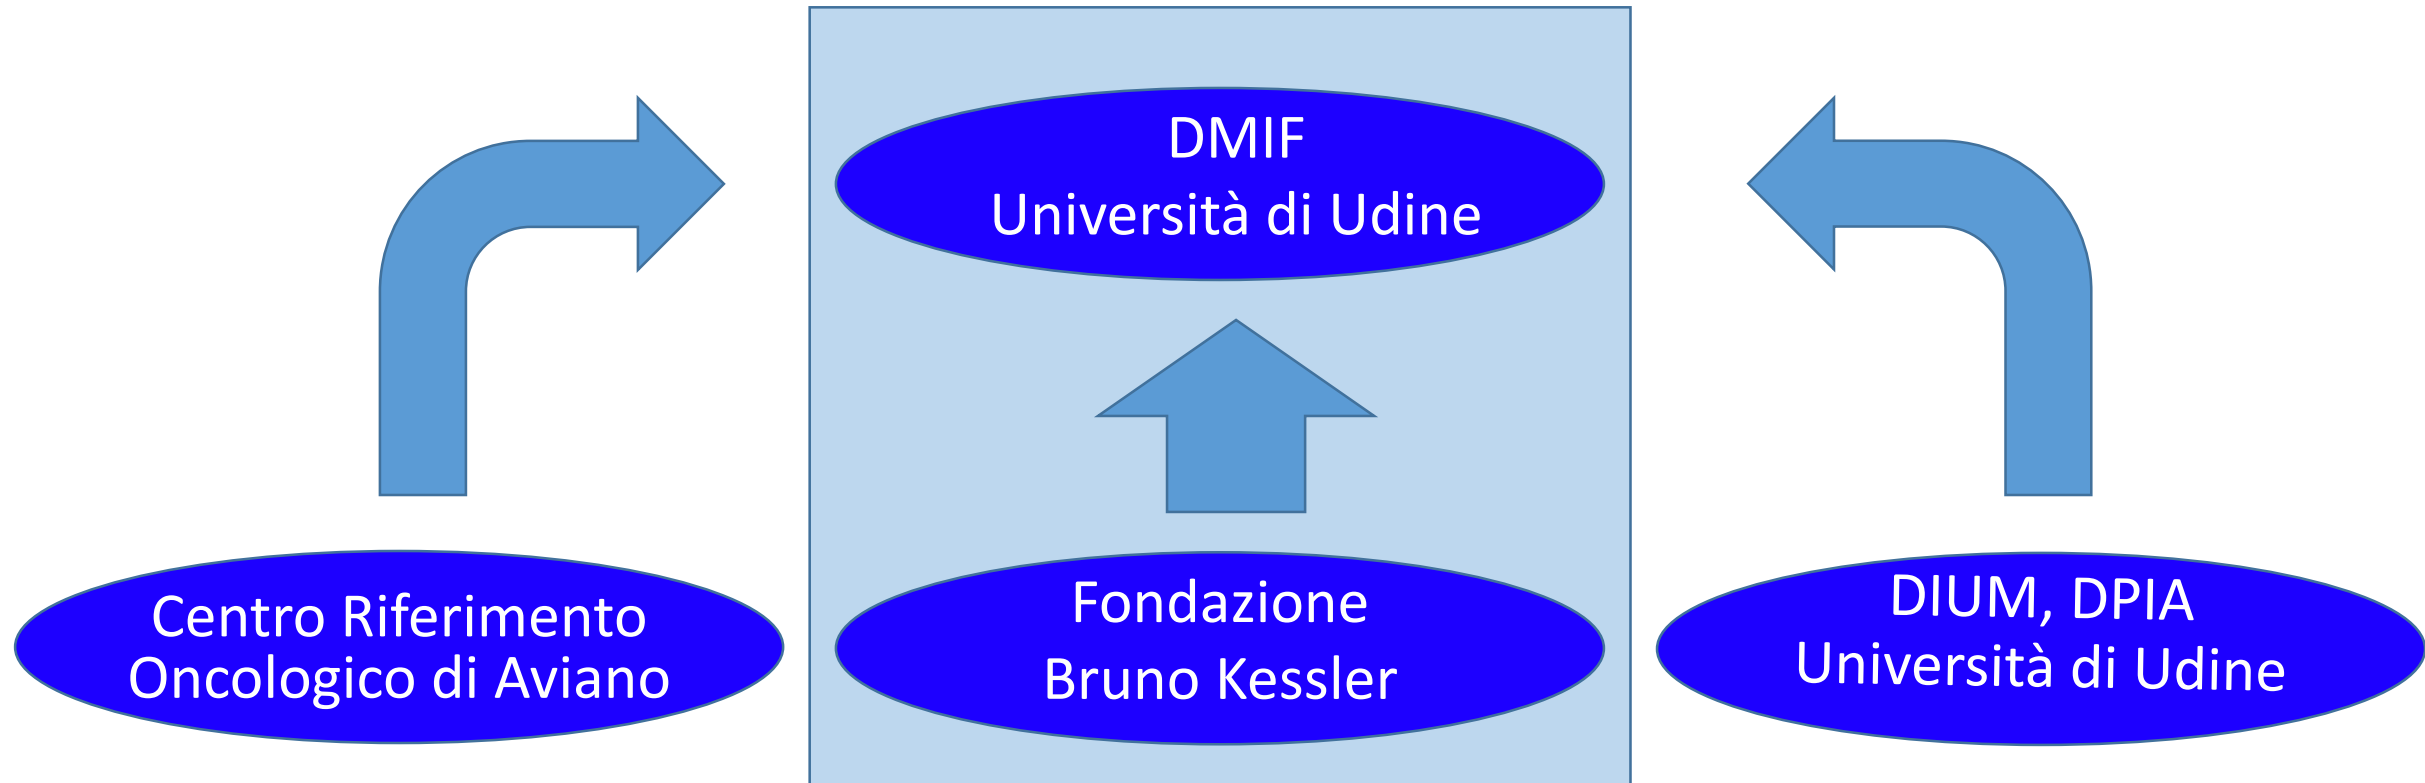 DMIF
Università di Udine
Centro Riferimento
Oncologico di Aviano
Fondazione
Bruno Kessler
DIUM, DPIA
Università di Udine